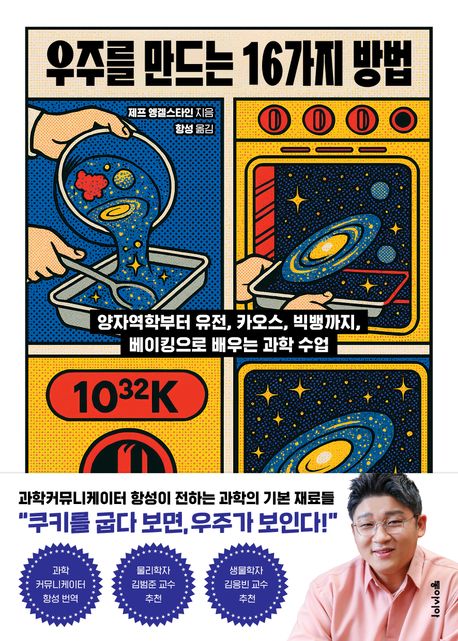 우주를 만드는 16가지 방법
제프 엥겔스타인 지음
항성 옮김
양자역학부터 유전, 카오스, 빅뱅까지,
베이킹으로 배우는 과학 수업
10³²K
과학커뮤니케이터 항성이 전하는 과학의 기본 재료들
"쿠키를 굽다 보면, 우주가 보인다!"
과학
커뮤니케이터
항성 번역
물리학자
김범준 교수
추천
생물학자
김응빈 교수
추천